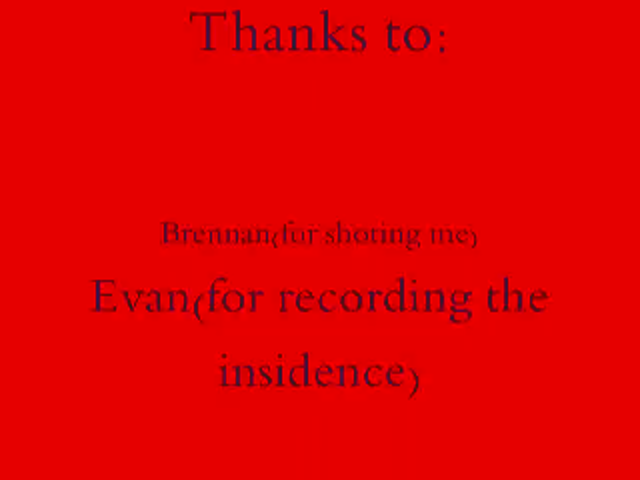 Thanks to:
Brennan(for shoting me)
Evan(for recording the
insidence)